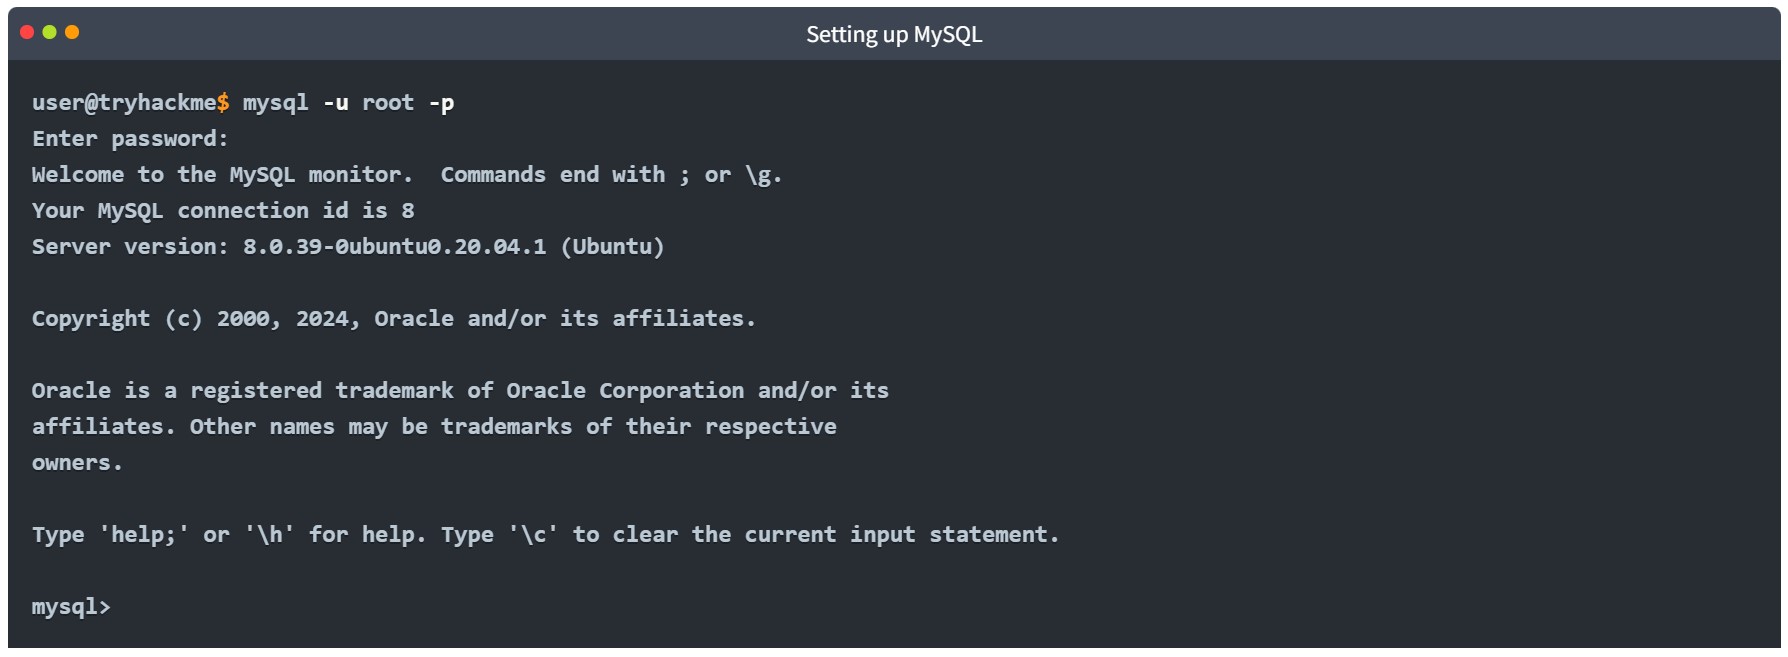 Setting up MySQL
user@tryhackme$ mysql -u root -p
Enter password:
Welcome to the MySQL monitor.  Commands end with ; or \g.
Your MySQL connection id is 8
Server version: 8.0.39-0ubuntu0.20.04.1 (Ubuntu)
Copyright (c) 2000, 2024, Oracle and/or its affiliates.
Oracle is a registered trademark of Oracle Corporation and/or its
affiliates. Other names may be trademarks of their respective
owners.
Type 'help;' or '\h' for help. Type '\c' to clear the current input statement.
mysql>